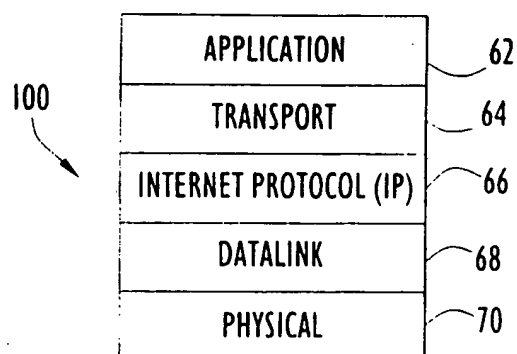 APPLICATION
62
100
TRANSPORT
64
INTERNET PROTOCOL (IP)
66
DATALINK
68
PHYSICAL
70